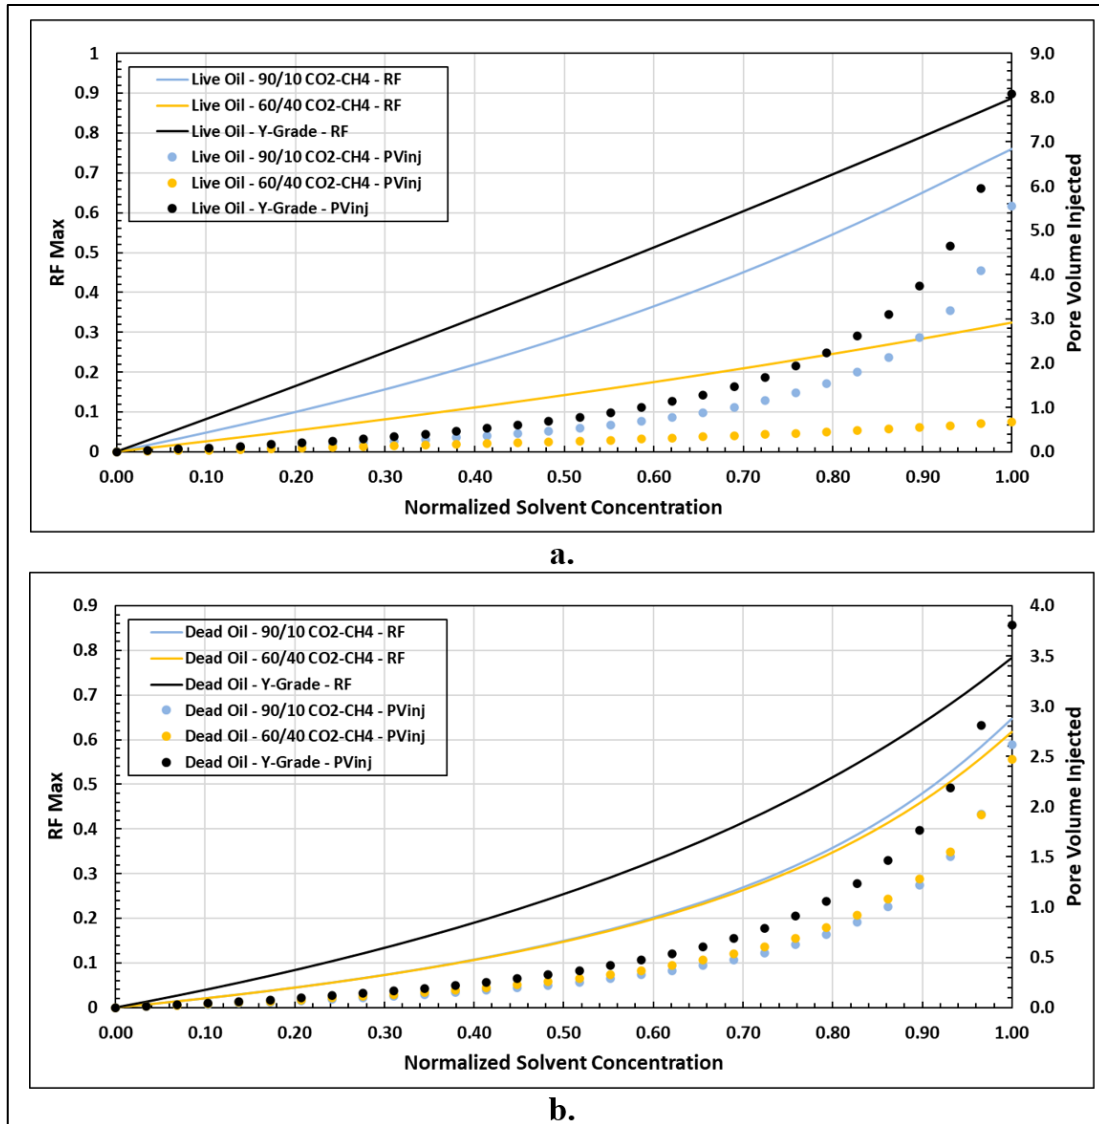 1
0.9
0.8
0.7
0.6
0.5
0.4
0.3
0.2
0.1
0
RF Max
Live Oil - 90/10 CO2-CH4 - RF
Live Oil - 60/40 CO2-CH4 - RF
Live Oil - Y-Grade - RF
Live Oil - 90/10 CO2-CH4 - PVinj
Live Oil - 60/40 CO2-CH4 - PVinj
Live Oil - Y-Grade - PVinj
9.0
8.0
7.0
6.0
5.0
4.0
3.0
2.0
1.0
0.0
Pore Volume Injected
0.00 0.10 0.20 0.30 0.40 0.50 0.60 0.70 0.80 0.90 1.00
Normalized Solvent Concentration
a.
0.9
0.8
0.7
0.6
0.5
0.4
0.3
0.2
0.1
0
RF Max
Dead Oil - 90/10 CO2-CH4 - RF
Dead Oil - 60/40 CO2-CH4 - RF
Dead Oil - Y-Grade - RF
Dead Oil - 90/10 CO2-CH4 - PVinj
Dead Oil - 60/40 CO2-CH4 - PVinj
Dead Oil - Y-Grade - PVinj
4.0
3.5
3.0
2.5
2.0
1.5
1.0
0.5
0.0
Pore Volume Injected
0.00 0.10 0.20 0.30 0.40 0.50 0.60 0.70 0.80 0.90 1.00
Normalized Solvent Concentration
b.